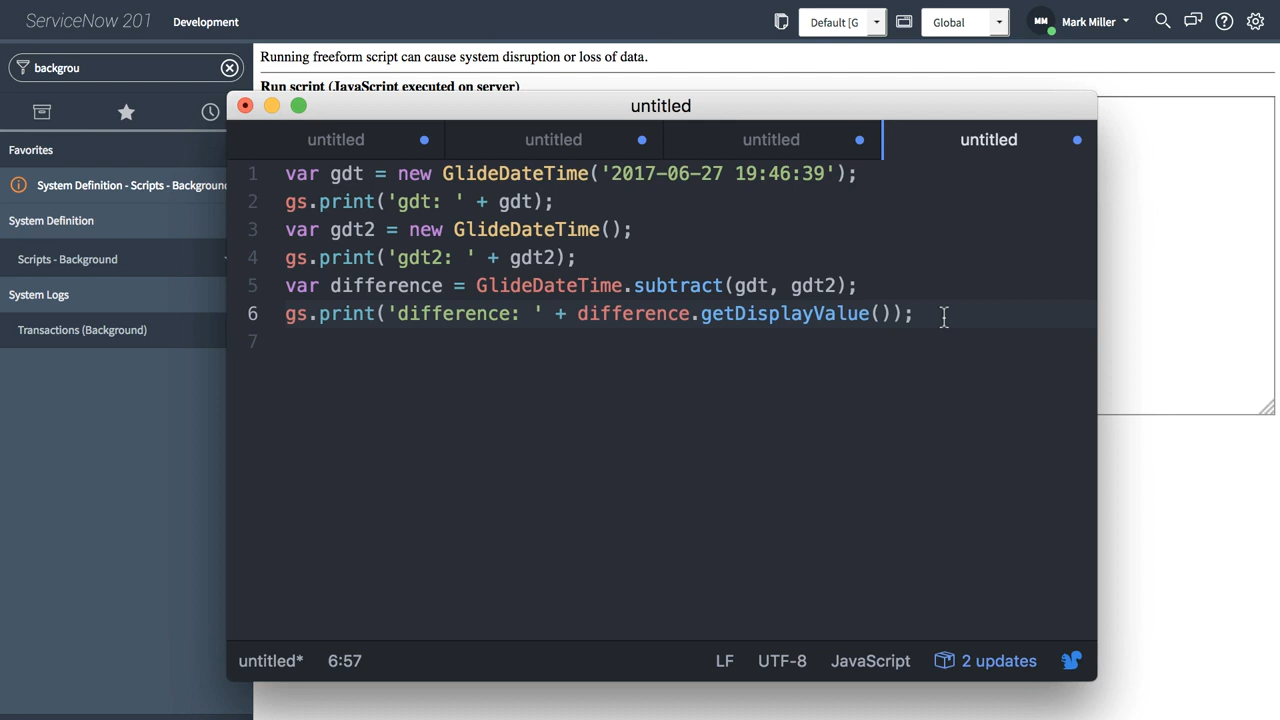 ServiceNow 201 Development
Default [G
Global
MM
Mark Miller
backgrou
Running freeform script can cause system disruption or loss of data.
Run script (JavaScript executed on server)
Favorites
System Definition - Scripts - Background
System Definition
Scripts - Background
System Logs
Transactions (Background)
untitled
untitled untitled untitled untitled
1 var gdt = new GlideDateTime('2017-06-27 19:46:39');
2 gs.print('gdt: ' + gdt);
3 var gdt2 = new GlideDateTime();
4 gs.print('gdt2: ' + gdt2);
5 var difference = GlideDateTime.subtract(gdt, gdt2);
6 gs.print('difference: ' + difference.getDisplayValue());
7
untitled* 6:57 LF UTF-8 JavaScript 2 updates